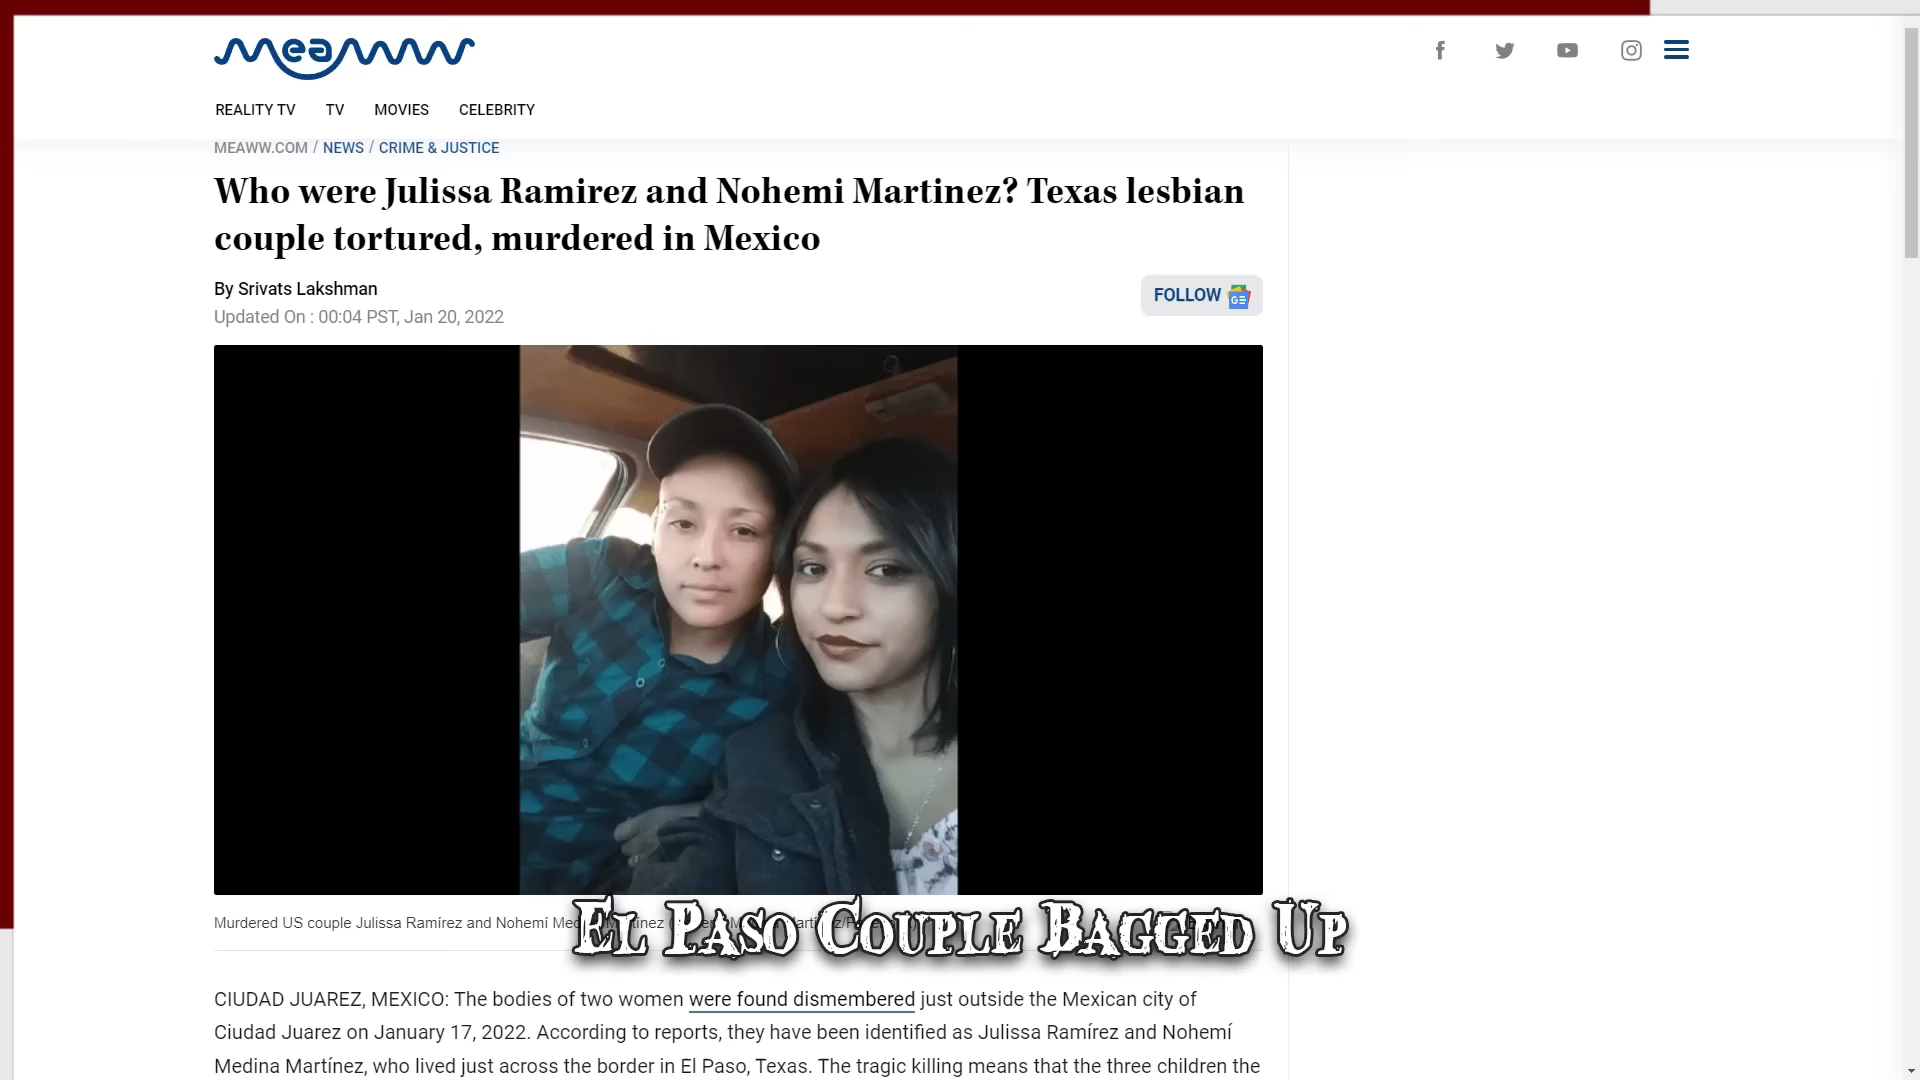 meaww
REALITY TV TV MOVIES CELEBRITY
MEAWW.COM / NEWS / CRIME & JUSTICE
Who were Julissa Ramirez and Nohemi Martinez? Texas lesbian
couple tortured, murdered in Mexico
By Srivats Lakshman
FOLLOW GE
Updated On : 00:04 PST, Jan 20, 2022
Murdered US couple Julissa Ramírez and Nohemí
El Paso Couple Bagged Up
CIUDAD JUAREZ, MEXICO: The bodies of two women were found dismembered just outside the Mexican city of
Ciudad Juarez on January 17, 2022. According to reports, they have been identified as Julissa Ramírez and Nohemí
Medina Martínez, who lived just across the border in El Paso, Texas. The tragic killing means that the three children the